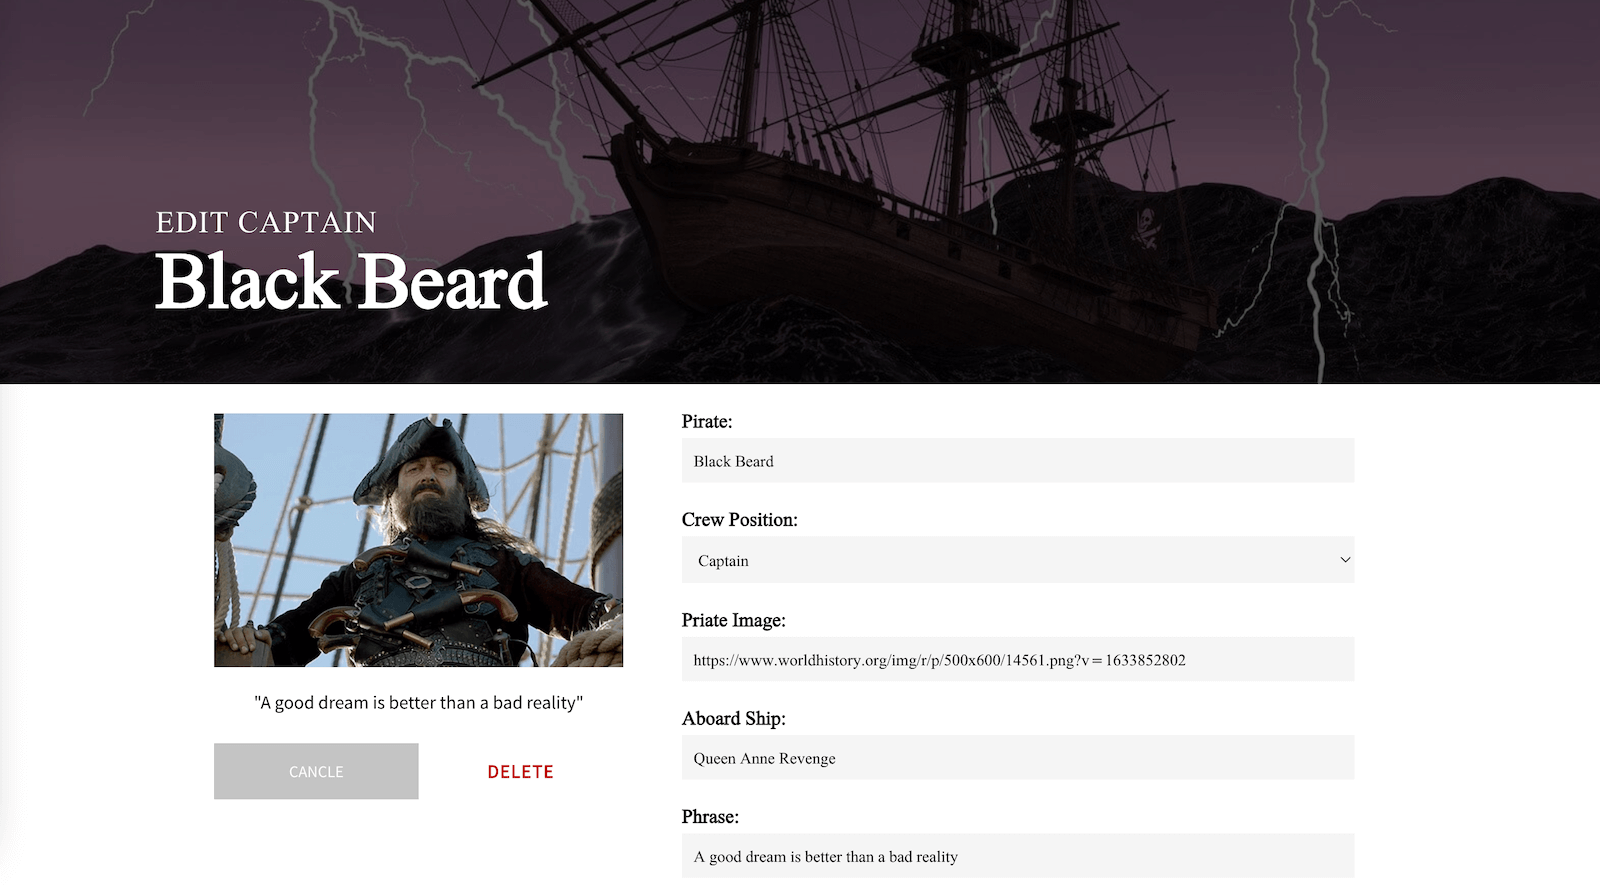 EDIT CAPTAIN
Black Beard
"A good dream is better than a bad reality"
CANCLE
DELETE
Pirate:
Black Beard
Crew Position:
Captain
Priate Image:
https://www.worldhistory.org/img/r/p/500x600/14561.png?v=1633852802
Aboard Ship:
Queen Anne Revenge
Phrase:
A good dream is better than a bad reality